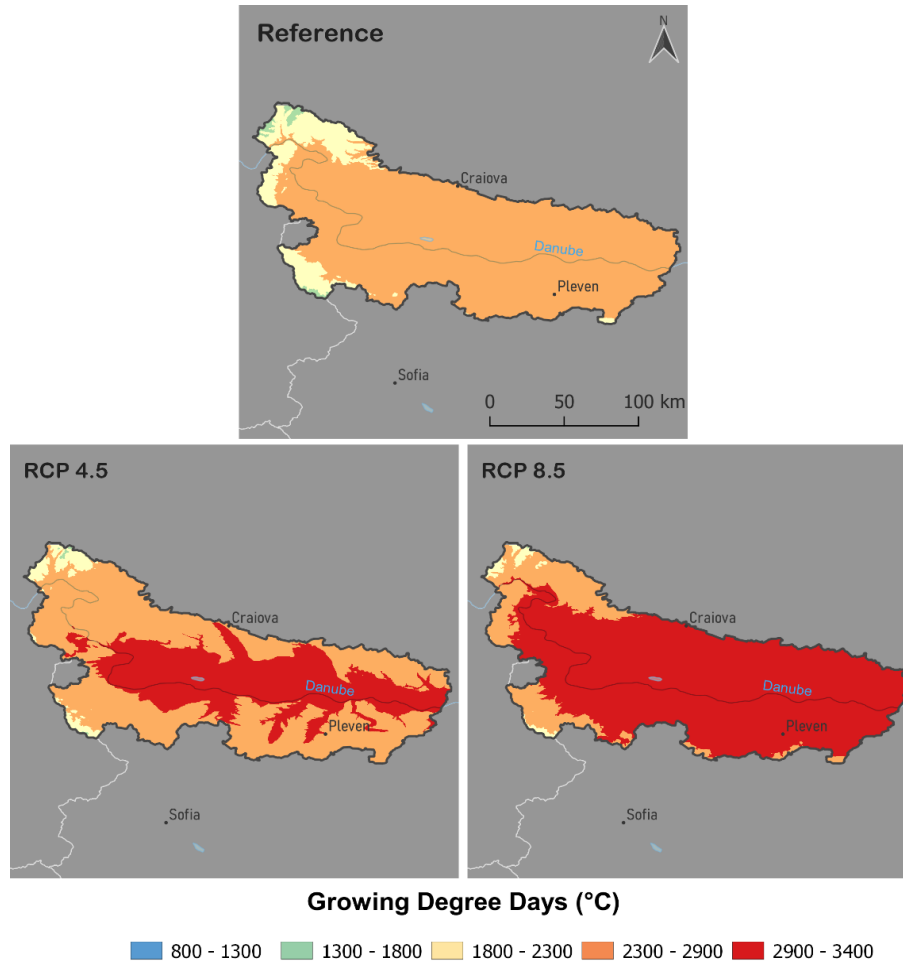 Reference
N
Craiova
Danube
Pleven
Sofia
0 50 100 km
RCP 4.5
Craiova
Danube
Pleven
Sofia
RCP 8.5
Craiova
Danube
Pleven
Sofia
Growing Degree Days (°C)
800 - 1300 1300 - 1800 1800 - 2300 2300 - 2900 2900 - 3400